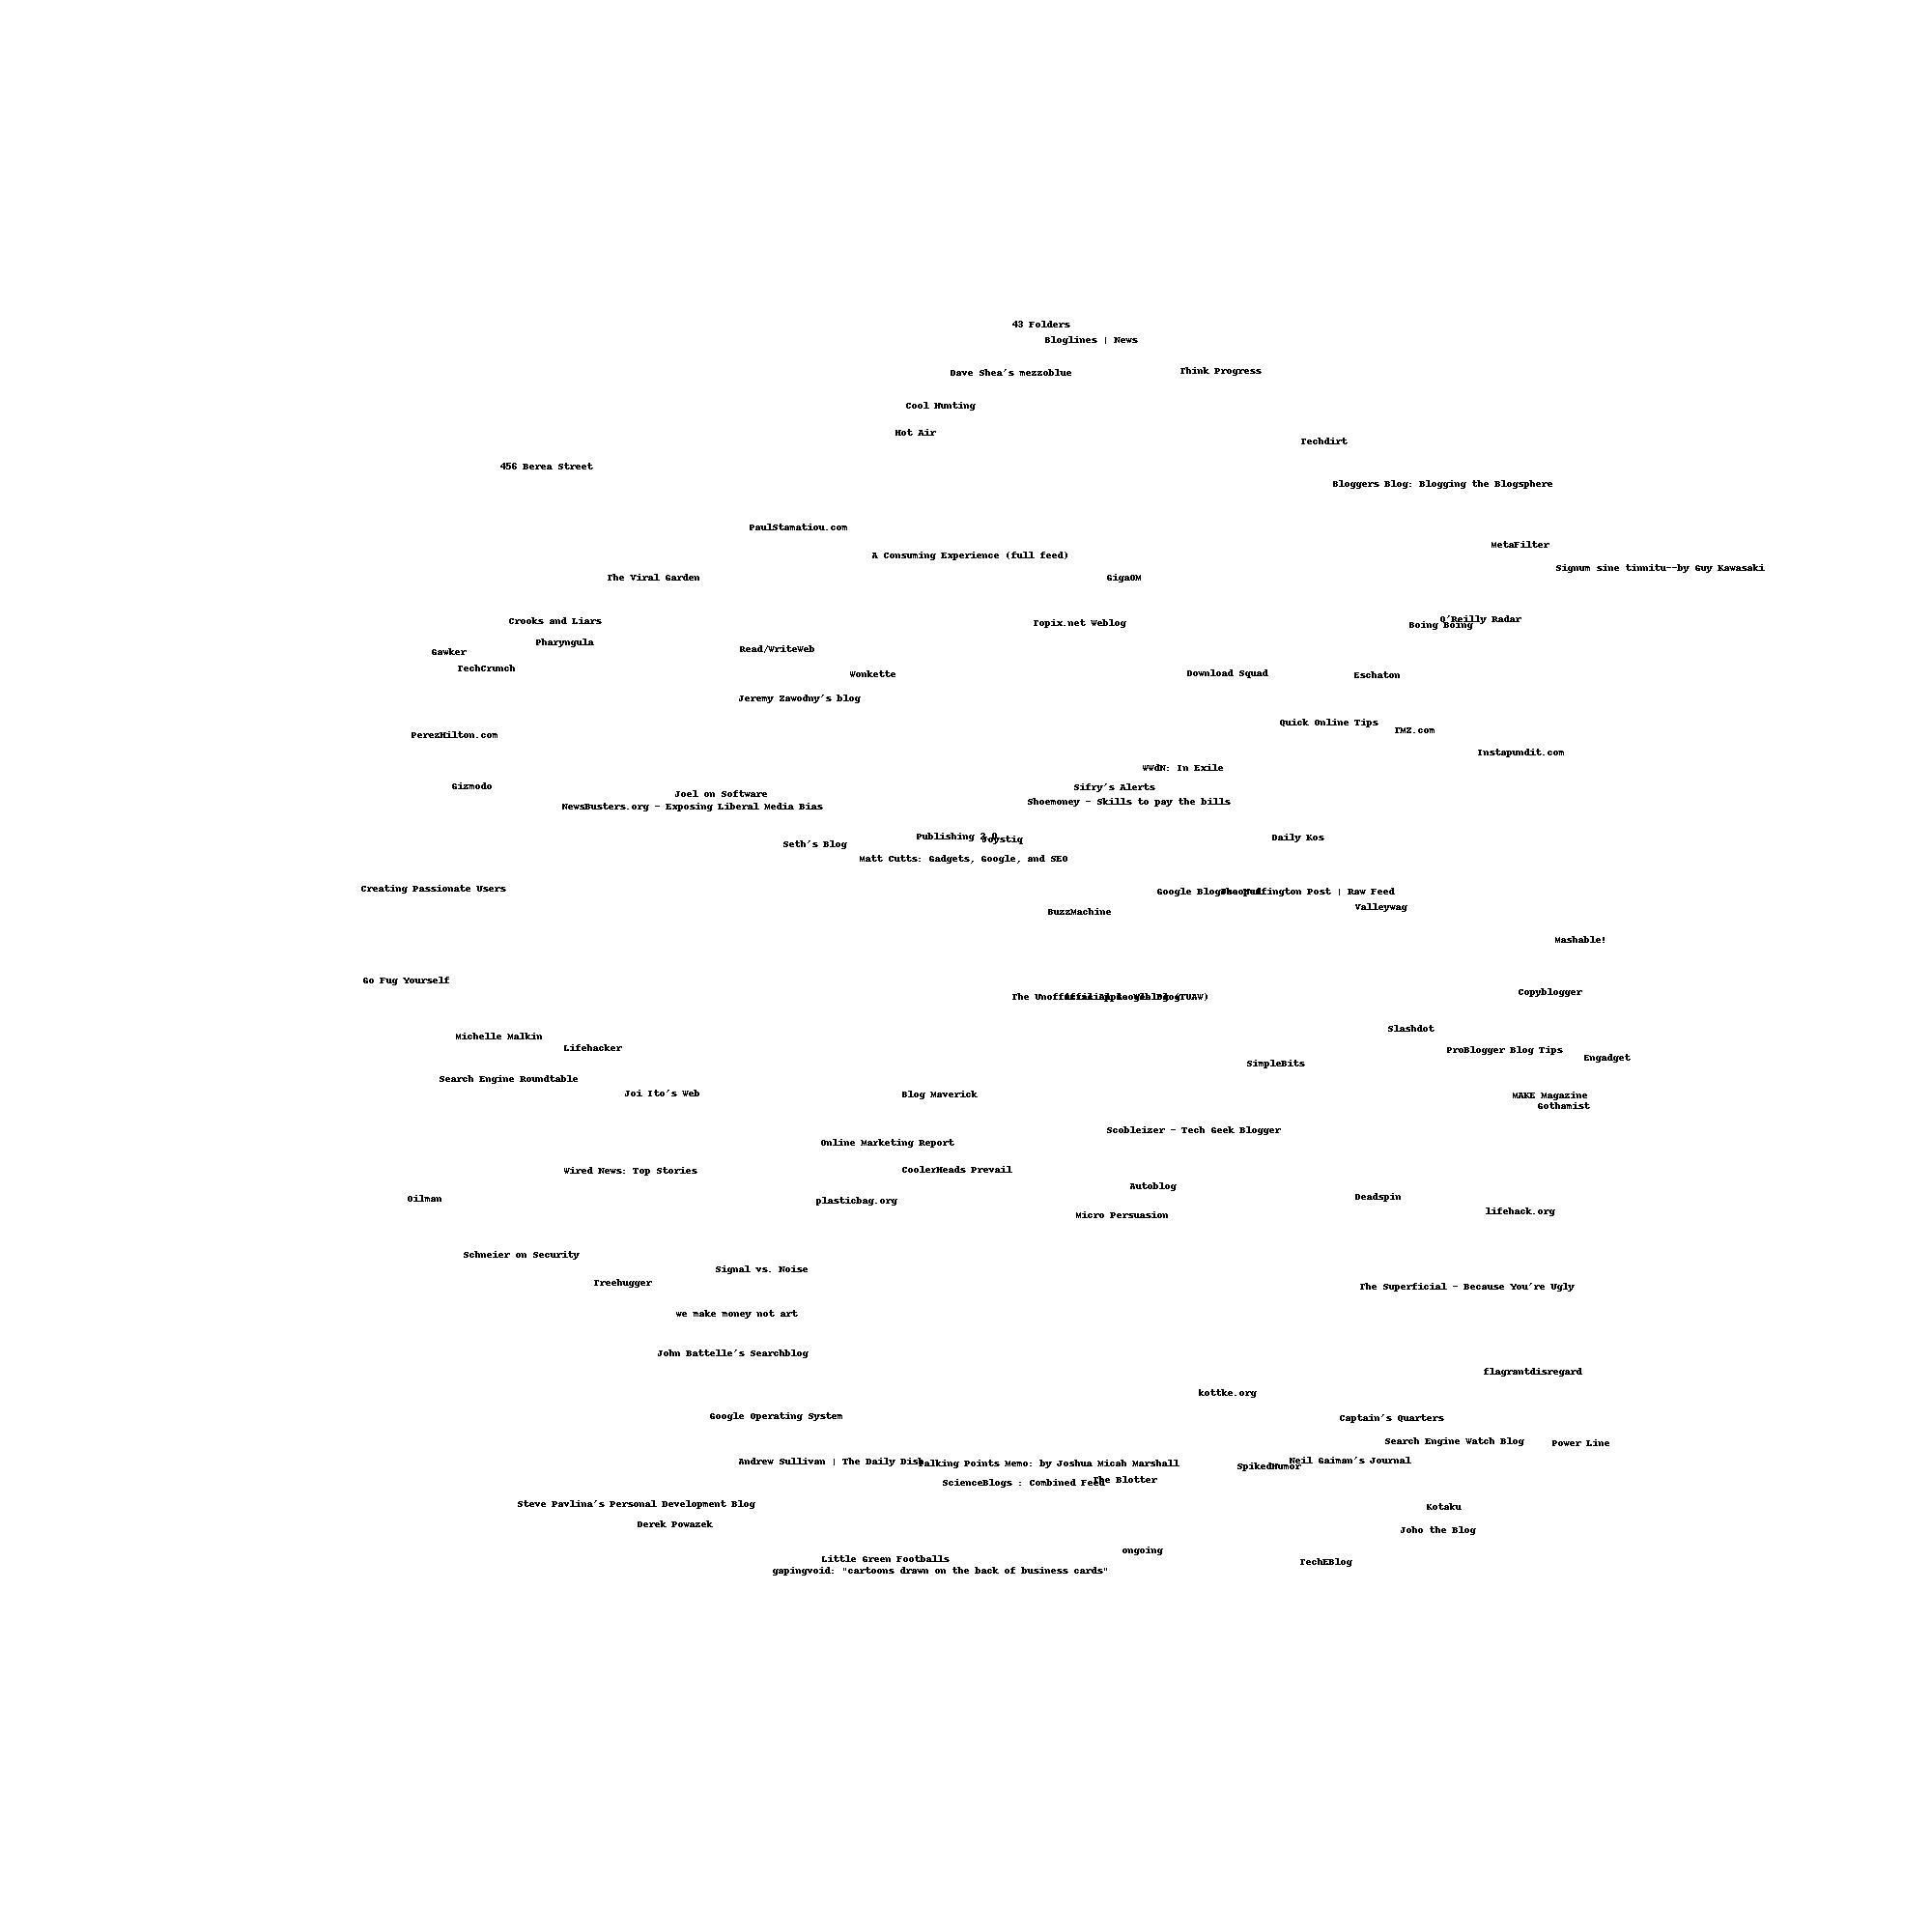 43 Folders
Bloglines | News
Think Progress
Dave Shea's mezzoblue
Cool Hunting
Hot Air
Techdirt
456 Berea Street
Bloggers Blog: Blogging the Blogsphere
PaulStamatiou.com
MetaFilter
A Consuming Experience (full feed)
Signum sine tinnitu--by Guy Kawasaki
The Viral Garden
GigaOM
O'Reilly Radar
Crooks and Liars
Topix.net Weblog
Boing Boing
Pharyngula
Read/WriteWeb
Gawker
TechCrunch
Download Squad
Wonkette
Eschaton
Jeremy Zawodny's blog
Quick Online Tips
TMZ.com
PerezHilton.com
Instapundit.com
WWdN: In Exile
Gizmodo
Sifry's Alerts
Joel on Software
Shoemoney - Skills to pay the bills
NewsBusters.org - Exposing Liberal Media Bias
Publishing 2.0
Joystiq
Daily Kos
Seth's Blog
Matt Cutts: Gadgets, Google, and SEO
Creating Passionate Users
Google Blogoscoped
The Huffington Post | Raw Feed
Valleywag
BuzzMachine
Mashable!
Go Fug Yourself
Copyblogger
The Unofficial Apple Weblog (TUAW)
Slashdot
Michelle Malkin
Lifehacker
ProBlogger Blog Tips
Engadget
SimpleBits
Search Engine Roundtable
Joi Ito's Web
Blog Maverick
MAKE Magazine
Gothamist
Scobleizer - Tech Geek Blogger
Online Marketing Report
Wired News: Top Stories
CoolerHeads Prevail
Autoblog
Deadspin
Oilman
plasticbag.org
lifehack.org
Micro Persuasion
Schneier on Security
Signal vs. Noise
Treehugger
The Superficial - Because You're Ugly
we make money not art
John Battelle's Searchblog
flagrantdisregard
kottke.org
Google Operating System
Captain's Quarters
Search Engine Watch Blog
Power Line
Andrew Sullivan | The Daily Dish
Talking Points Memo: by Joshua Micah Marshall
Neil Gaiman's Journal
SpikedHumor
The Blotter
ScienceBlogs : Combined Feed
Steve Pavlina's Personal Development Blog
Kotaku
Derek Powazek
Joho the Blog
ongoing
Little Green Footballs
TechEBlog
gapingvoid: "cartoons drawn on the back of business cards"